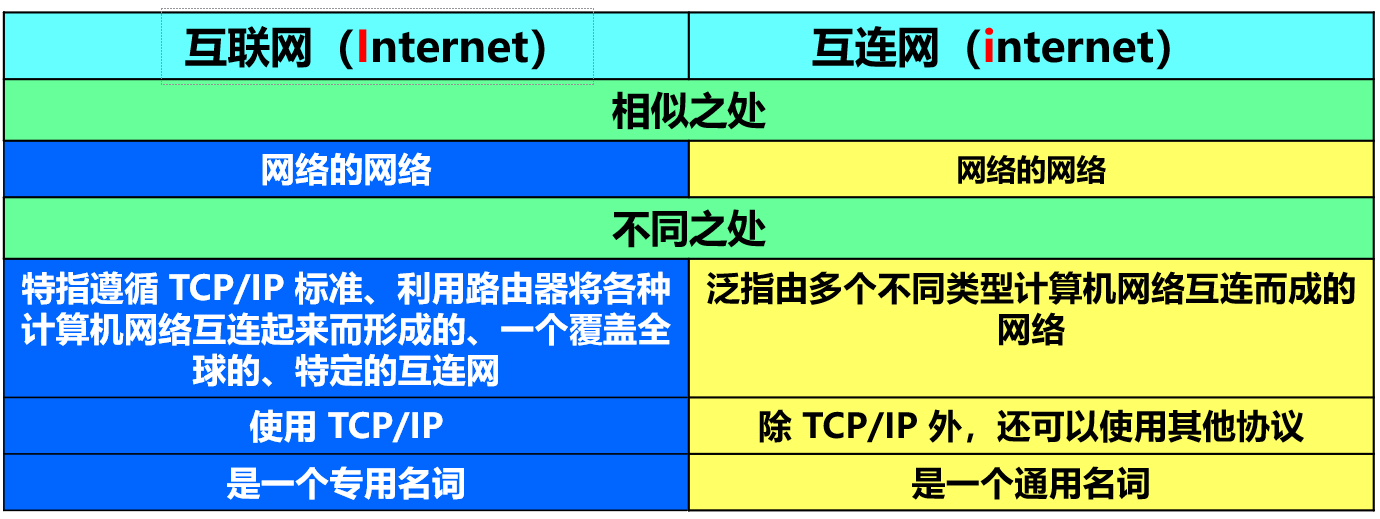 互联网（Internet）
互连网（internet）
相似之处
网络的网络
网络的网络
不同之处
特指遵循 TCP/IP 标准、利用路由器将各种
计算机网络互连起来而形成的、一个覆盖全
球的、特定的互连网
泛指由多个不同类型计算机网络互连而成的
网络
使用 TCP/IP
除 TCP/IP 外，还可以使用其他协议
是一个专用名词
是一个通用名词